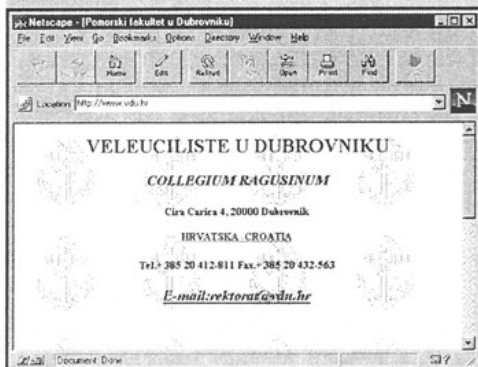 Netscape - [Pomorski fakultet u Dubrovniku]
File Edit View Go Bookmarks Options Directory Window Help
Home Edit Reload Open Print Find
Location: http://www.vdu.hr
N
VELEUCILISTE U DUBROVNIKU
COLLEGIUM RAGUSINUM
Cira Carica 4, 20000 Dubrovnik
HRVATSKA CROATIA
Tel.+ 385 20 412-811 Fax.+ 385 20 432-563
E-mail:rektorat@vdu.hr
Document: Done